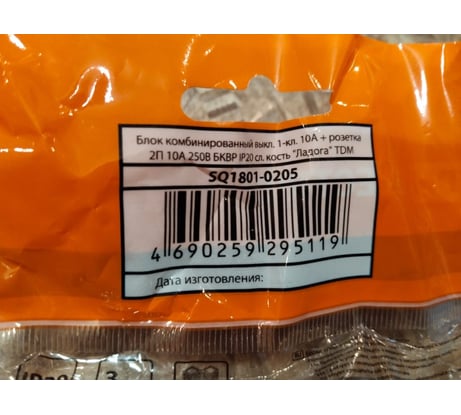 Блок комбинированный выкл. 1-кл. 10А + розетка
2П 10А 250В БКВР IP20 сл. кость "Ладога" TDM
SQ1801-0205
4 690259 295119
Дата изготовления:
3